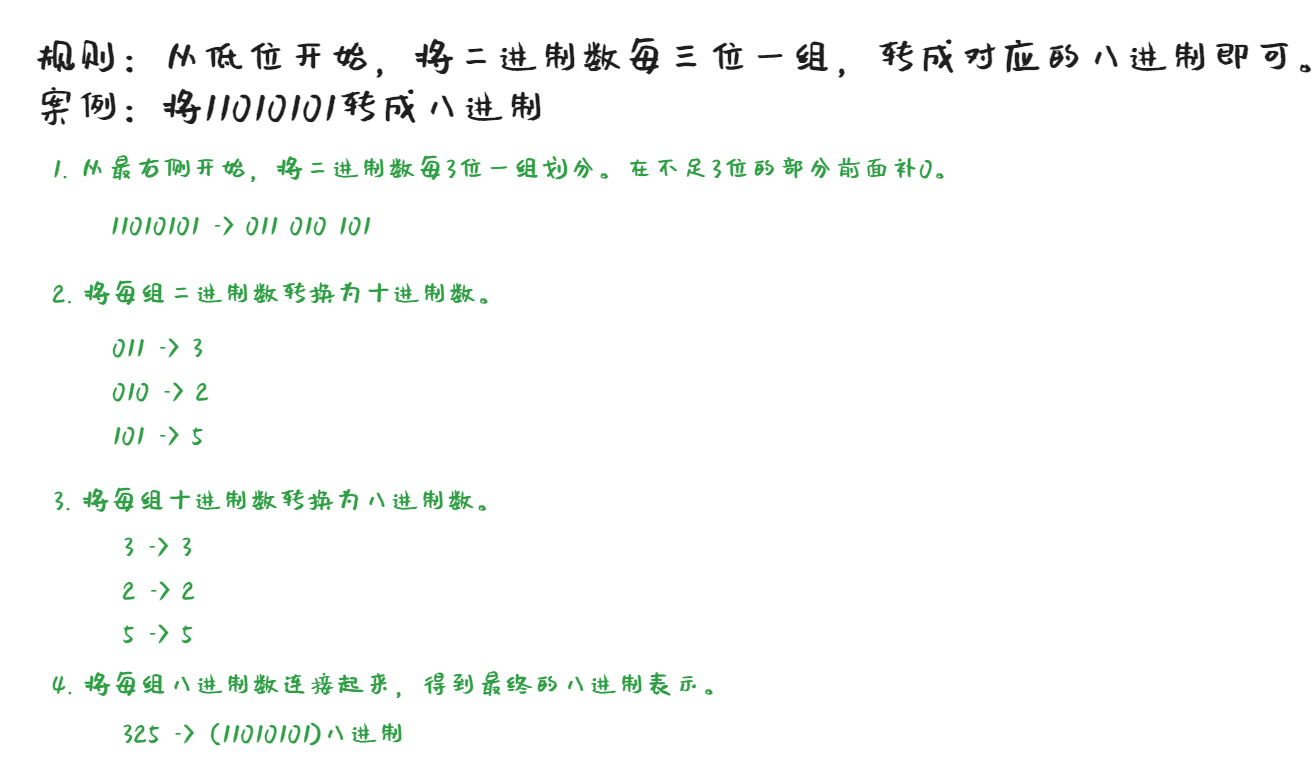 规则：从低位开始，将二进制数每三位一组，转成对应的八进制即可。
案例：将11010101转成八进制
1. 从最右侧开始，将二进制数每3位一组划分。在不足3位的部分前面补0。
11010101 -> 011 010 101
2. 将每组二进制数转换为十进制数。
011 -> 3
010 -> 2
101 -> 5
3. 将每组十进制数转换为八进制数。
3 -> 3
2 -> 2
5 -> 5
4. 将每组八进制数连接起来，得到最终的八进制表示。
325 -> (11010101)八进制